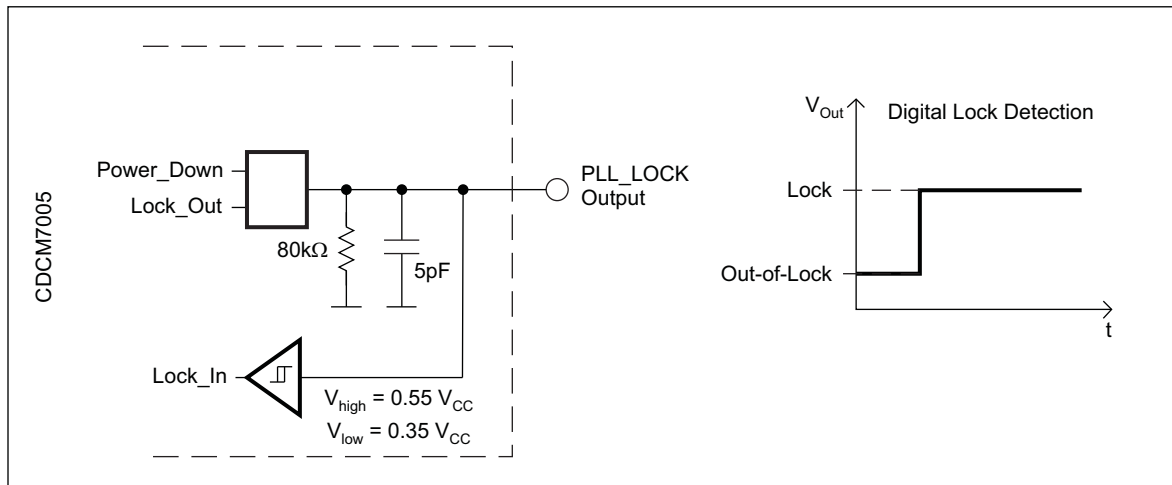 CDCM7005
Power_Down
Lock_Out
80kΩ
5pF
PLL_LOCK
Output
Lock_In
V_high = 0.55 V_CC
V_low = 0.35 V_CC
V_Out
Digital Lock Detection
Lock
Out-of-Lock
t